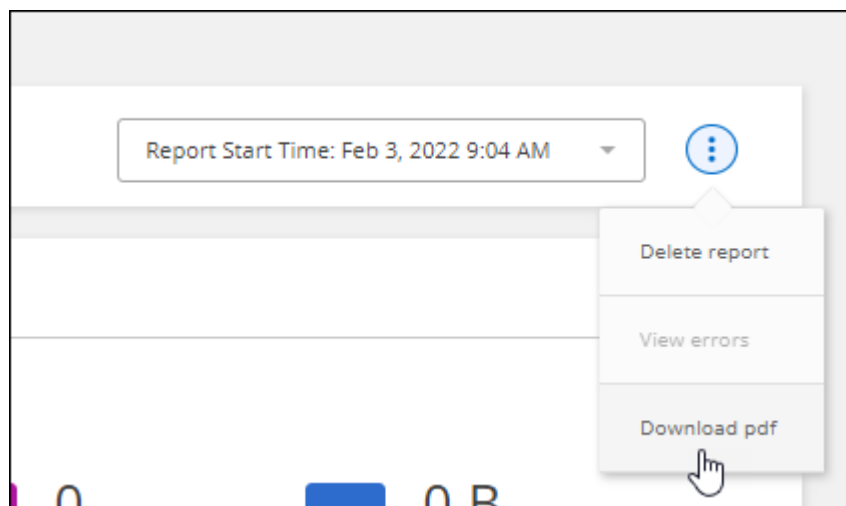 Report Start Time: Feb 3, 2022 9:04 AM
Delete report
View errors
Download pdf
0
0 B